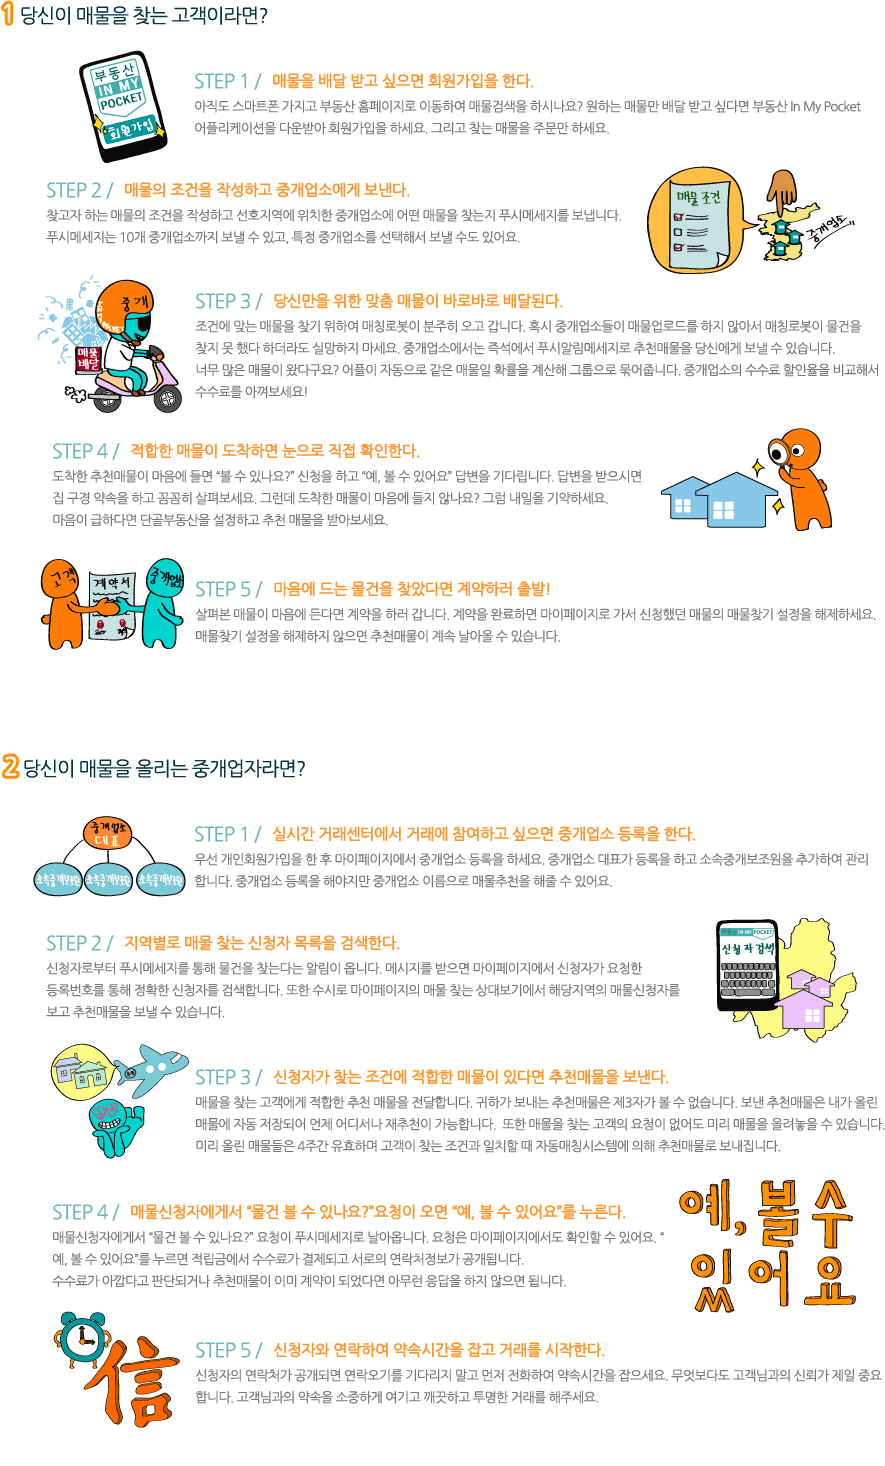 1 당신이 매물을 찾는 고객이라면?
부동산
IN MY
POCKET
회원가입
STEP 1 / 매물을 배달 받고 싶으면 회원가입을 한다.
아직도 스마트폰 가지고 부동산 홈페이지로 이동하여 매물검색을 하시나요? 원하는 매물만 배달 받고 싶다면 부동산 In My Pocket
어플리케이션을 다운받아 회원가입을 하세요. 그리고 찾는 매물을 주문만 하세요.
STEP 2 / 매물의 조건을 작성하고 중개업소에게 보낸다.
찾고자 하는 매물의 조건을 작성하고 선호지역에 위치한 중개업소에 어떤 매물을 찾는지 푸시메세지를 보냅니다.
푸시메세지는 10개 중개업소까지 보낼 수 있고, 특정 중개업소를 선택해서 보낼 수도 있어요.
매물 조건
중개업소
중개
매물
배달
STEP 3 / 당신만을 위한 맞춤 매물이 바로바로 배달된다.
조건에 맞는 매물을 찾기 위하여 매칭로봇이 분주히 오고 갑니다. 혹시 중개업소들이 매물업로드를 하지 않아서 매칭로봇이 물건을
찾지 못 했다 하더라도 실망하지 마세요. 중개업소에서는 즉석에서 푸시알림메세지로 추천매물을 당신에게 보낼 수 있습니다.
너무 많은 매물이 왔다구요? 어플이 자동으로 같은 매물일 확률을 계산해 그룹으로 묶어줍니다. 중개업소의 수수료 할인율을 비교해서
수수료를 아껴보세요!
STEP 4 / 적합한 매물이 도착하면 눈으로 직접 확인한다.
도착한 추천매물이 마음에 들면 “볼 수 있나요?” 신청을 하고 “예, 볼 수 있어요” 답변을 기다립니다. 답변을 받으시면
집 구경 약속을 하고 꼼꼼히 살펴보세요. 그런데 도착한 매물이 마음에 들지 않나요? 그럼 내일을 기약하세요.
마음이 급하다면 단골부동산을 설정하고 추천 매물을 받아보세요.
고객
계약서
중개업소
STEP 5 / 마음에 드는 물건을 찾았다면 계약하러 출발!
살펴본 매물이 마음에 든다면 계약을 하러 갑니다. 계약을 완료하면 마이페이지로 가서 신청했던 매물의 매물찾기 설정을 해제하세요.
매물찾기 설정을 해제하지 않으면 추천매물이 계속 날아올 수 있습니다.
2 당신이 매물을 올리는 중개업자라면?
중개업소
대표
소속중개보조원 소속중개보조원 소속중개보조원
STEP 1 / 실시간 거래센터에서 거래에 참여하고 싶으면 중개업소 등록을 한다.
우선 개인회원가입을 한 후 마이페이지에서 중개업소 등록을 하세요. 중개업소 대표가 등록을 하고 소속중개보조원을 추가하여 관리
합니다. 중개업소 등록을 해야지만 중개업소 이름으로 매물추천을 해줄 수 있어요.
STEP 2 / 지역별로 매물 찾는 신청자 목록을 검색한다.
신청자로부터 푸시메세지를 통해 물건을 찾는다는 알림이 옵니다. 메시지를 받으면 마이페이지에서 신청자가 요청한
등록번호를 통해 정확한 신청자를 검색합니다. 또한 수시로 마이페이지의 매물 찾는 상대보기에서 해당지역의 매물신청자를
보고 추천매물을 보낼 수 있습니다.
부동산 IN MY POCKET
신청자 검색
STEP 3 / 신청자가 찾는 조건에 적합한 매물이 있다면 추천매물을 보낸다.
매물을 찾는 고객에게 적합한 추천 매물을 전달합니다. 귀하가 보내는 추천매물은 제3자가 볼 수 없습니다. 보낸 추천매물은 내가 올린
매물에 자동 저장되어 언제 어디서나 재추천이 가능합니다. 또한 매물을 찾는 고객의 요청이 없어도 미리 매물을 올려놓을 수 있습니다.
미리 올린 매물들은 4주간 유효하며 고객이 찾는 조건과 일치할 때 자동매칭시스템에 의해 추천매물로 보내집니다.
STEP 4 / 매물신청자에게서 “물건 볼 수 있나요?”요청이 오면 “예, 볼 수 있어요”를 누른다.
매물신청자에게서 “물건 볼 수 있나요?” 요청이 푸시메세지로 날아옵니다. 요청은 마이페이지에서도 확인할 수 있어요. “
예, 볼 수 있어요”를 누르면 적립금에서 수수료가 결제되고 서로의 연락처정보가 공개됩니다.
수수료가 아깝다고 판단되거나 추천매물이 이미 계약이 되었다면 아무런 응답을 하지 않으면 됩니다.
예, 볼 수
있어요
信
STEP 5 / 신청자와 연락하여 약속시간을 잡고 거래를 시작한다.
신청자의 연락처가 공개되면 연락오기를 기다리지 말고 먼저 전화하여 약속시간을 잡으세요. 무엇보다도 고객님과의 신뢰가 제일 중요
합니다. 고객님과의 약속을 소중하게 여기고 깨끗하고 투명한 거래를 해주세요.